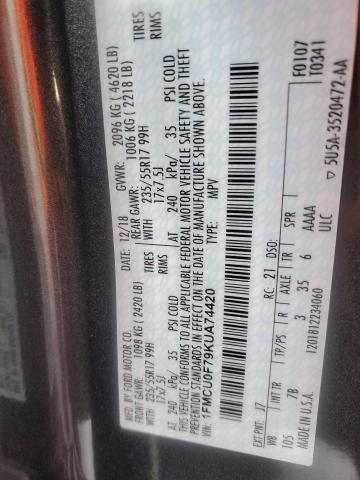 MFD. BY FORD MOTOR CO.
DATE: 12/18 GVWR: 2096 KG ( 4620 LB)
FRONT GAWR: 1098 KG (2420 LB) REAR GAWR: 1006 KG ( 2218 LB)
235/55R17 99H WITH 235/55R17 99H TIRES
17x7.5J 17x7.5J RIMS
AT 240 kPa/ 35 PSI COLD AT 240 kPa/ 35 PSI COLD
THIS VEHICLE CONFORMS TO ALL APPLICABLE FEDERAL MOTOR VEHICLE SAFETY AND THEFT
PREVENTION STANDARDS IN EFFECT ON THE DATE OF MANUFACTURE SHOWN ABOVE.
1FMCU0F79KUA74420 TYPE: MPV
F0107
T0341
EXT PNT: J7 RC: 21 DSO:
WB INT TR TP/PS R AXLE TR SPR
105 7B 3 35 6 AAAA
MADE IN U.S.A. 1201812234060 ULC
5U5A-3520472-AA